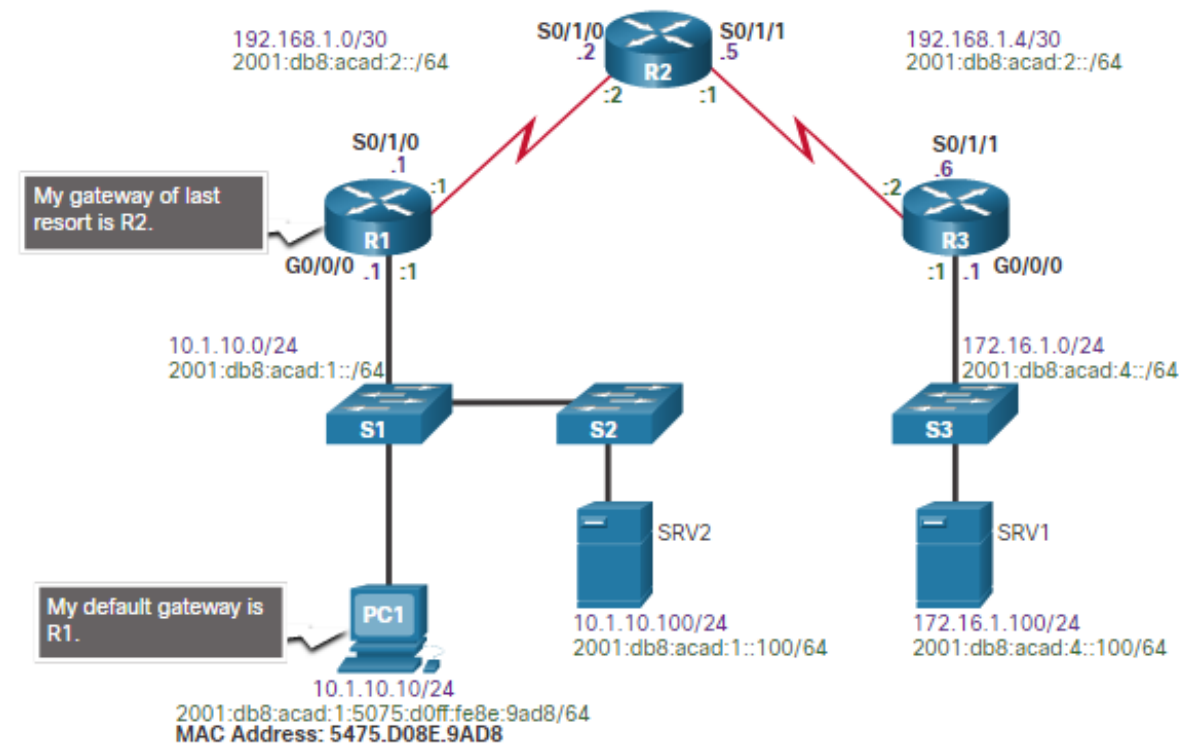 192.168.1.0/30
2001:db8:acad:2::/64
S0/1/0
.2
S0/1/1
.5
R2
:2
:1
192.168.1.4/30
2001:db8:acad:2::/64
My gateway of last
resort is R2.
S0/1/0
.1
:1
R1
G0/0/0
.1
:1
S0/1/1
.6
:2
R3
:1
.1
G0/0/0
10.1.10.0/24
2001:db8:acad:1::/64
172.16.1.0/24
2001:db8:acad:4::/64
S1
S2
S3
SRV2
SRV1
My default gateway is
R1.
PC1
10.1.10.100/24
2001:db8:acad:1::100/64
172.16.1.100/24
2001:db8:acad:4::100/64
10.1.10.10/24
2001:db8:acad:1:5075:d0ff:fe8e:9ad8/64
MAC Address: 5475.D08E.9AD8